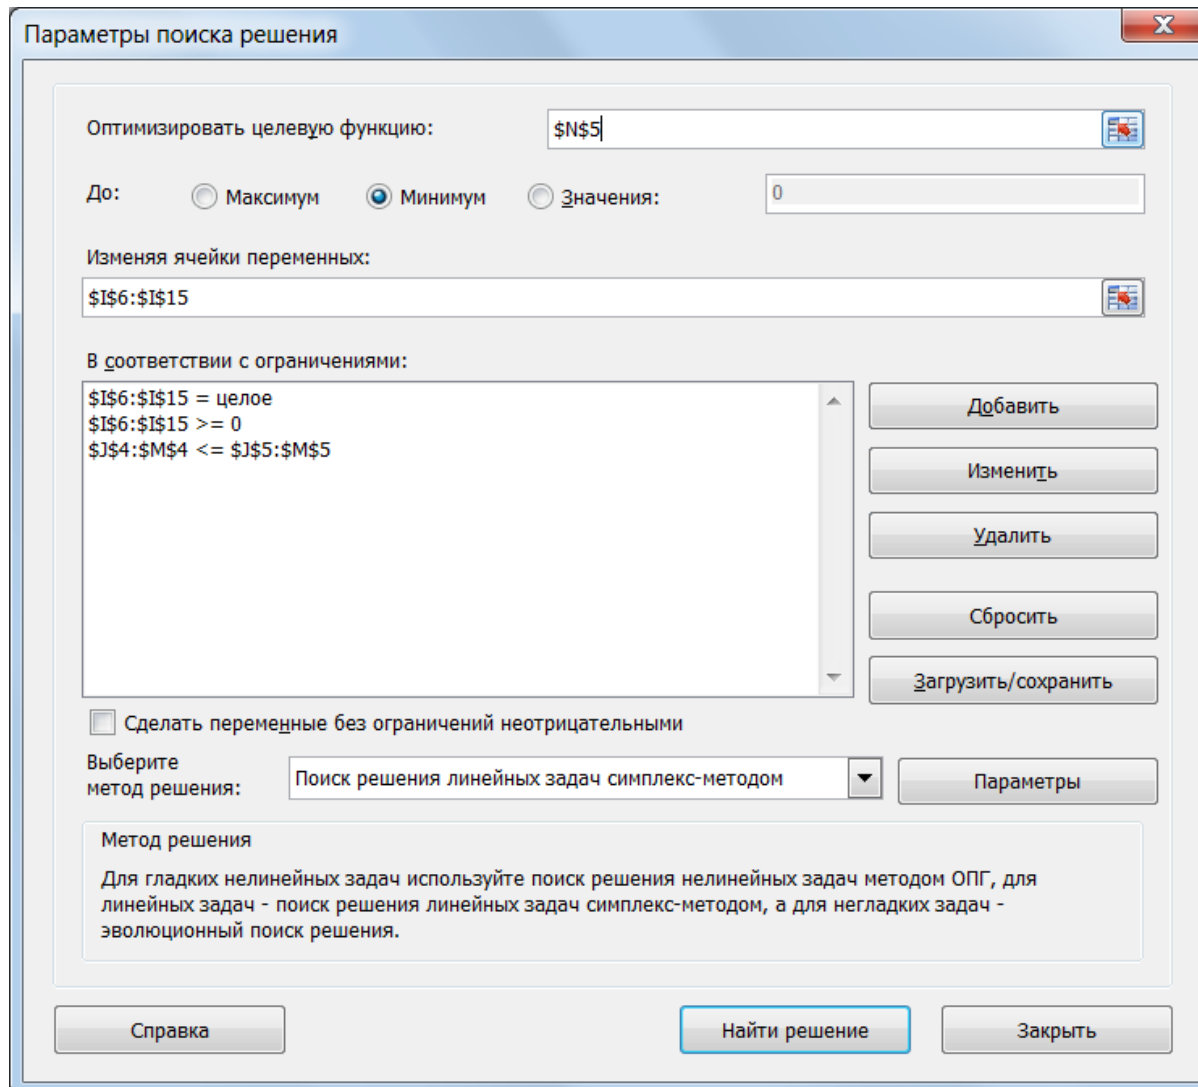 Параметры поиска решения
Оптимизировать целевую функцию:
$N$5
До:
Максимум
Минимум
Значения:
0
Изменяя ячейки переменных:
$I$6:$I$15
В соответствии с ограничениями:
$I$6:$I$15 = целое
$I$6:$I$15 >= 0
$J$4:$M$4 <= $J$5:$M$5
Добавить
Изменить
Удалить
Сбросить
Загрузить/сохранить
Сделать переменные без ограничений неотрицательными
Выберите
метод решения:
Поиск решения линейных задач симплекс-методом
Параметры
Метод решения
Для гладких нелинейных задач используйте поиск решения нелинейных задач методом ОПГ, для
линейных задач - поиск решения линейных задач симплекс-методом, а для негладких задач -
эволюционный поиск решения.
Справка
Найти решение
Закрыть